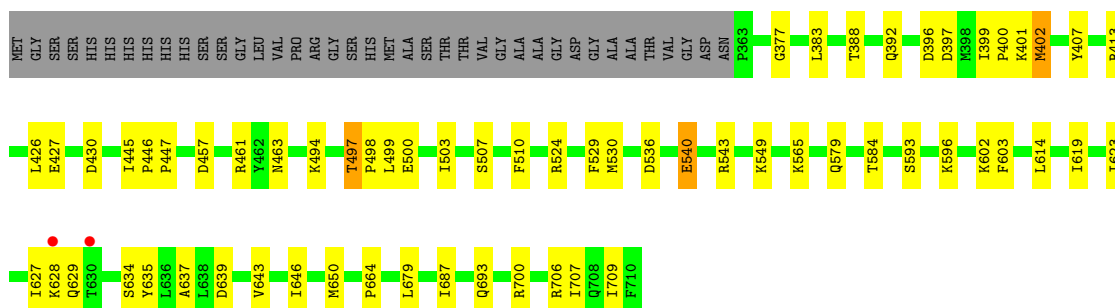 MET GLY SER SER HIS HIS HIS HIS HIS HIS SER SER GLY LEU VAL PRO ARG GLY SER HIS MET ALA SER THR THR VAL GLY ALA ALA GLY ASP GLY ALA ALA THR VAL GLY ASP ASN P363 G377 L383 T388 Q392 D396 D397 M398 I399 P400 K401 M402 Y407
L426 E427 D430 I445 P446 P447 D457 R461 Y462 N463 K494 T497 P498 L499 E500 I503 S507 F510 R524 F529 M530 D536 E540 R543 K549 K565 Q579 T584 S593 K596 K602 F603 L614 I619
I627 K628 Q629 T630 S634 Y635 L636 A637 L638 D639 V643 I646 M650 P664 L679 I687 Q693 R700 R706 I707 Q708 I709 F710